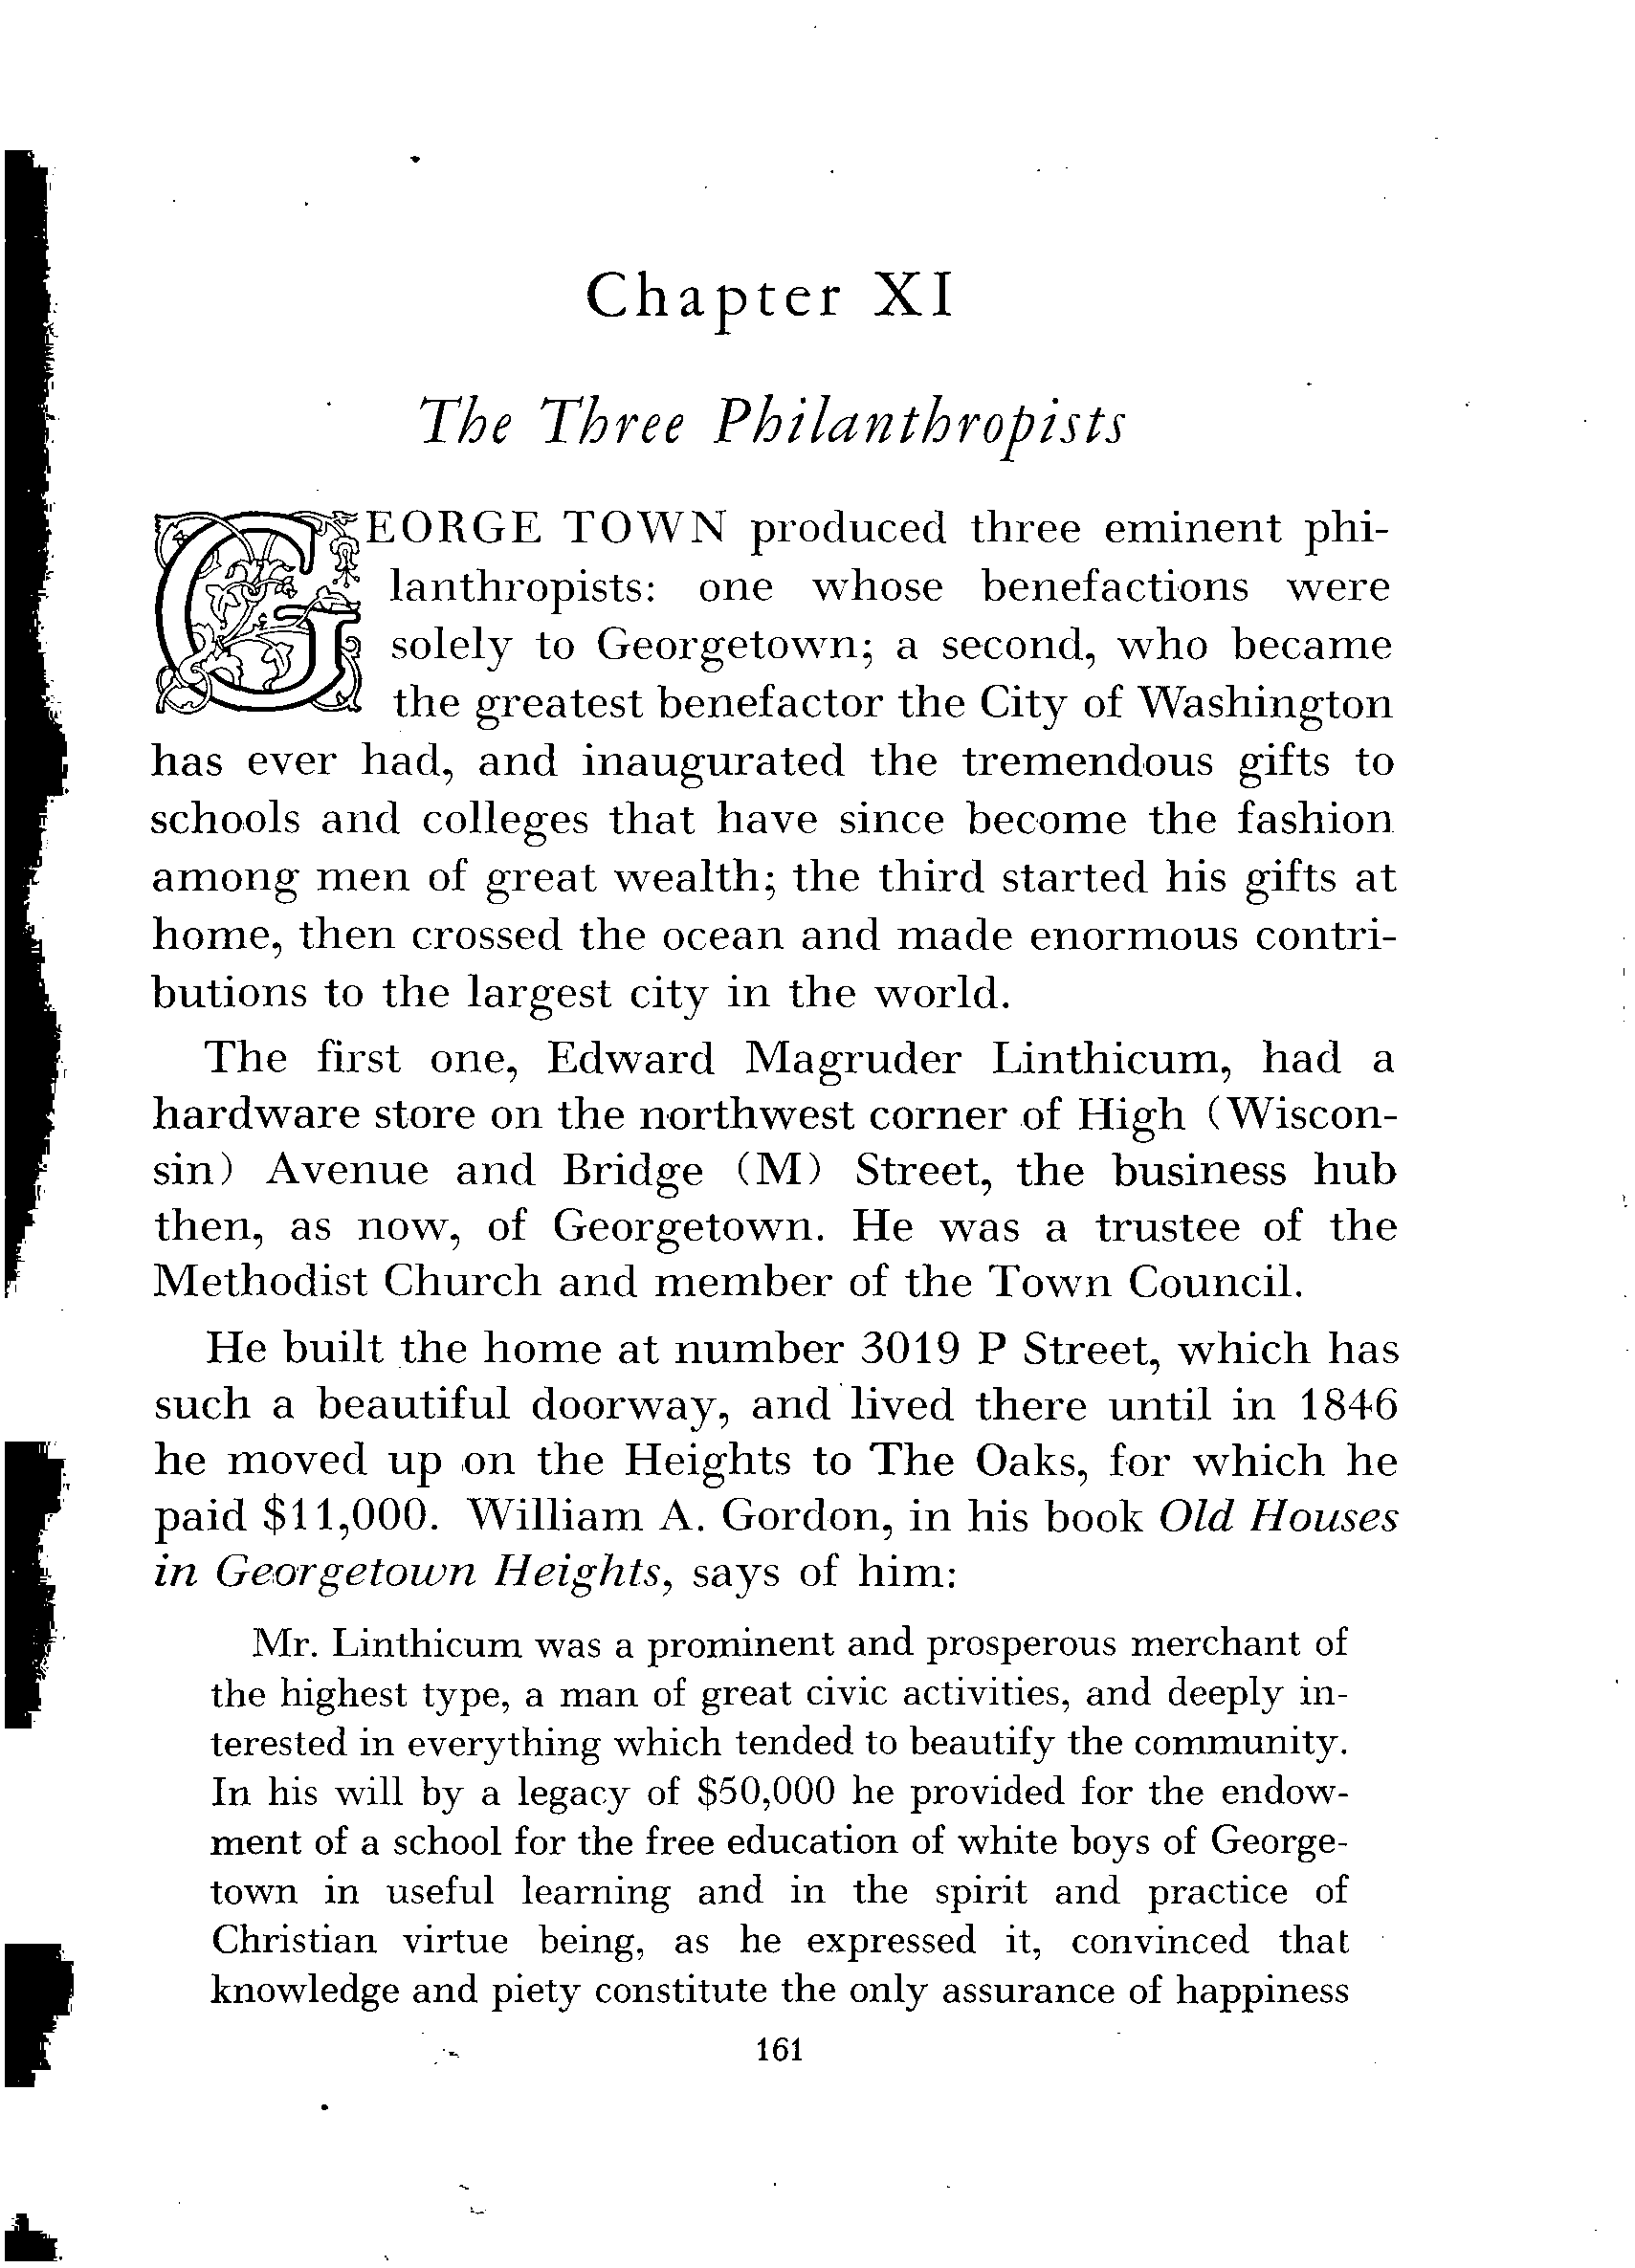 Chapter XI
The Three Philanthropists
GEORGE TOWN produced three eminent phi-
lanthropists: one whose benefactions were
solely to Georgetown; a second, who became
the greatest benefactor the City of Washington
has ever had, and inaugurated the tremendous gifts to
schools and colleges that have since become the fashion
among men of great wealth; the third started his gifts at
home, then crossed the ocean and made enormous contri-
butions to the largest city in the world.
The first one, Edward Magruder Linthicum, had a
hardware store on the northwest corner of High (Wiscon-
sin) Avenue and Bridge (M) Street, the business hub
then, as now, of Georgetown. He was a trustee of the
Methodist Church and member of the Town Council.
He built the home at number 3019 P Street, which has
such a beautiful doorway, and lived there until in 1846
he moved up on the Heights to The Oaks, for which he
paid $11,000. William A. Gordon, in his book Old Houses
in Georgetown Heights, says of him:
Mr. Linthicum was a prominent and prosperous merchant of
the highest type, a man of great civic activities, and deeply in-
terested in everything which tended to beautify the community.
In his will by a legacy of $50,000 he provided for the endow-
ment of a school for the free education of white boys of George-
town in useful learning and in the spirit and practice of
Christian virtue being, as he expressed it, convinced that
knowledge and piety constitute the only assurance of happiness
161